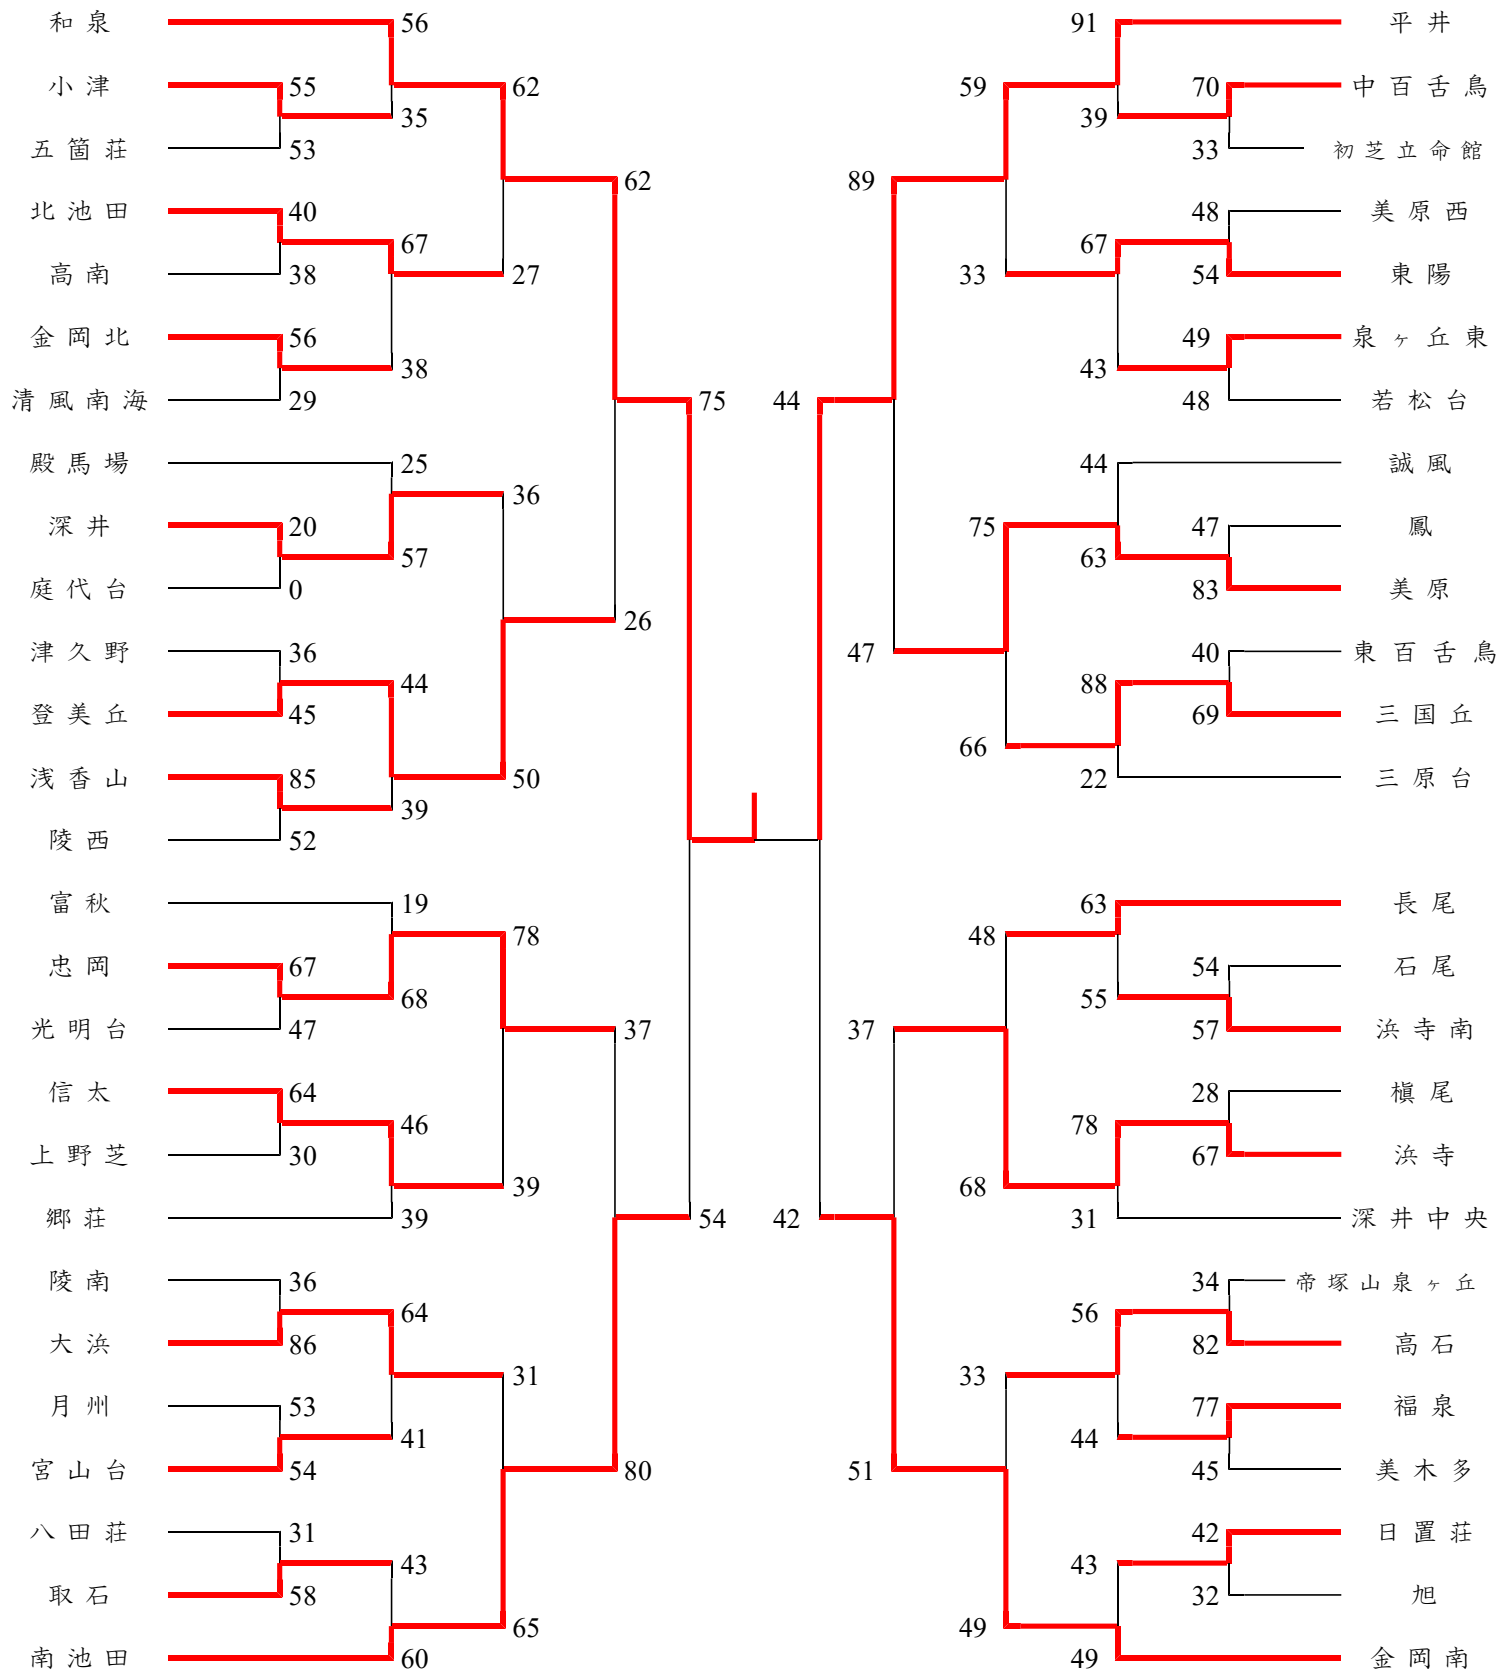 和泉 56 91 平井
小津 55 62 59 70 中百舌鳥
35 39
五箇荘 53 33 初芝立命館
62 89
北池田 40 48 美原西
67 67
高南 38 27 33 54 東陽
金岡北 56 49 泉ヶ丘東
38 43
清風南海 29 75 44 48 若松台
殿馬場 25 44 誠風
36
深井 20 75 47 鳳
57 63
庭代台 0 83 美原
26
津久野 36 47 40 東百舌鳥
44 88
登美丘 45 69 三国丘
66
浅香山 85 50 22 三原台
39
陵西 52
富秋 19 63 長尾
78 48
忠岡 67 54 石尾
68 55
光明台 47 37 37 57 浜寺南
信太 64 28 槇尾
46 78
上野芝 30 67 浜寺
39 68
郷荘 39 54 42 31 深井中央
陵南 36 34 帝塚山泉ヶ丘
64 56
大浜 86 82 高石
31 33
月州 53 77 福泉
41 44
宮山台 54 80 51 45 美木多
八田荘 31 42 日置荘
43 43
取石 58 32 旭
65 49
南池田 60 49 金岡南